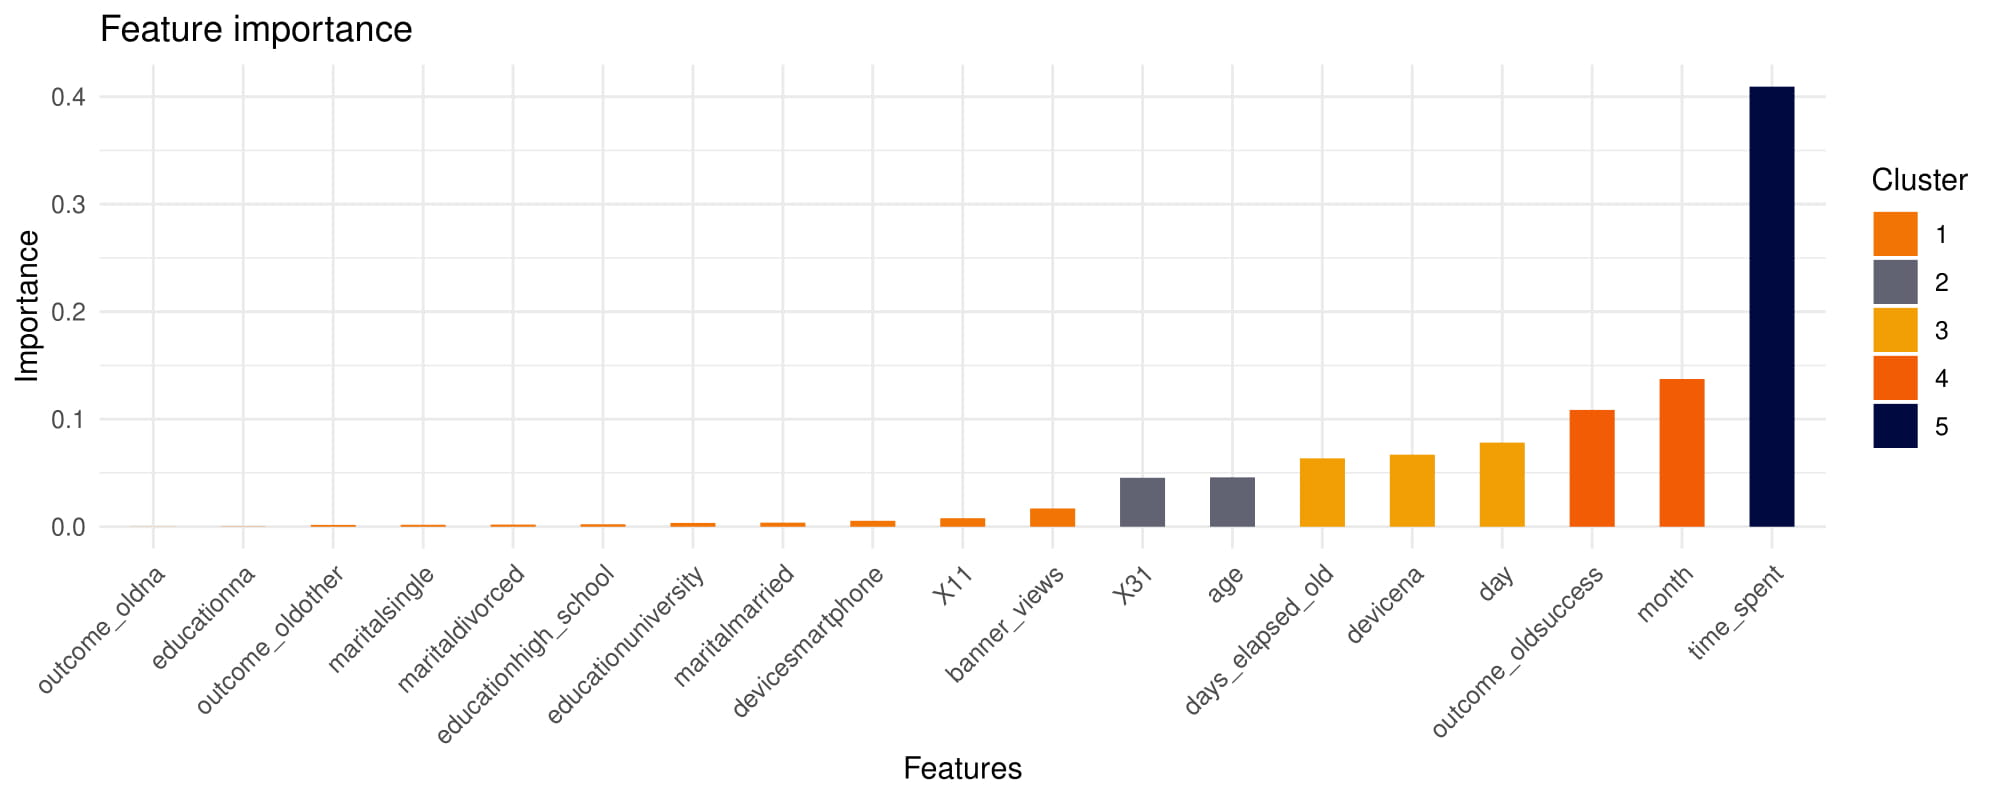 Feature importance
Importance
0.4
0.3
0.2
0.1
0.0
outcome_oldna
educationna
outcome_oldother
maritalsingle
maritaldivorced
educationhigh_school
educationuniversity
maritalmarried
devicesmartphone
X11
banner_views
X31
age
days_elapsed_old
devicena
day
outcome_oldsuccess
month
time_spent
Features
Cluster
1
2
3
4
5